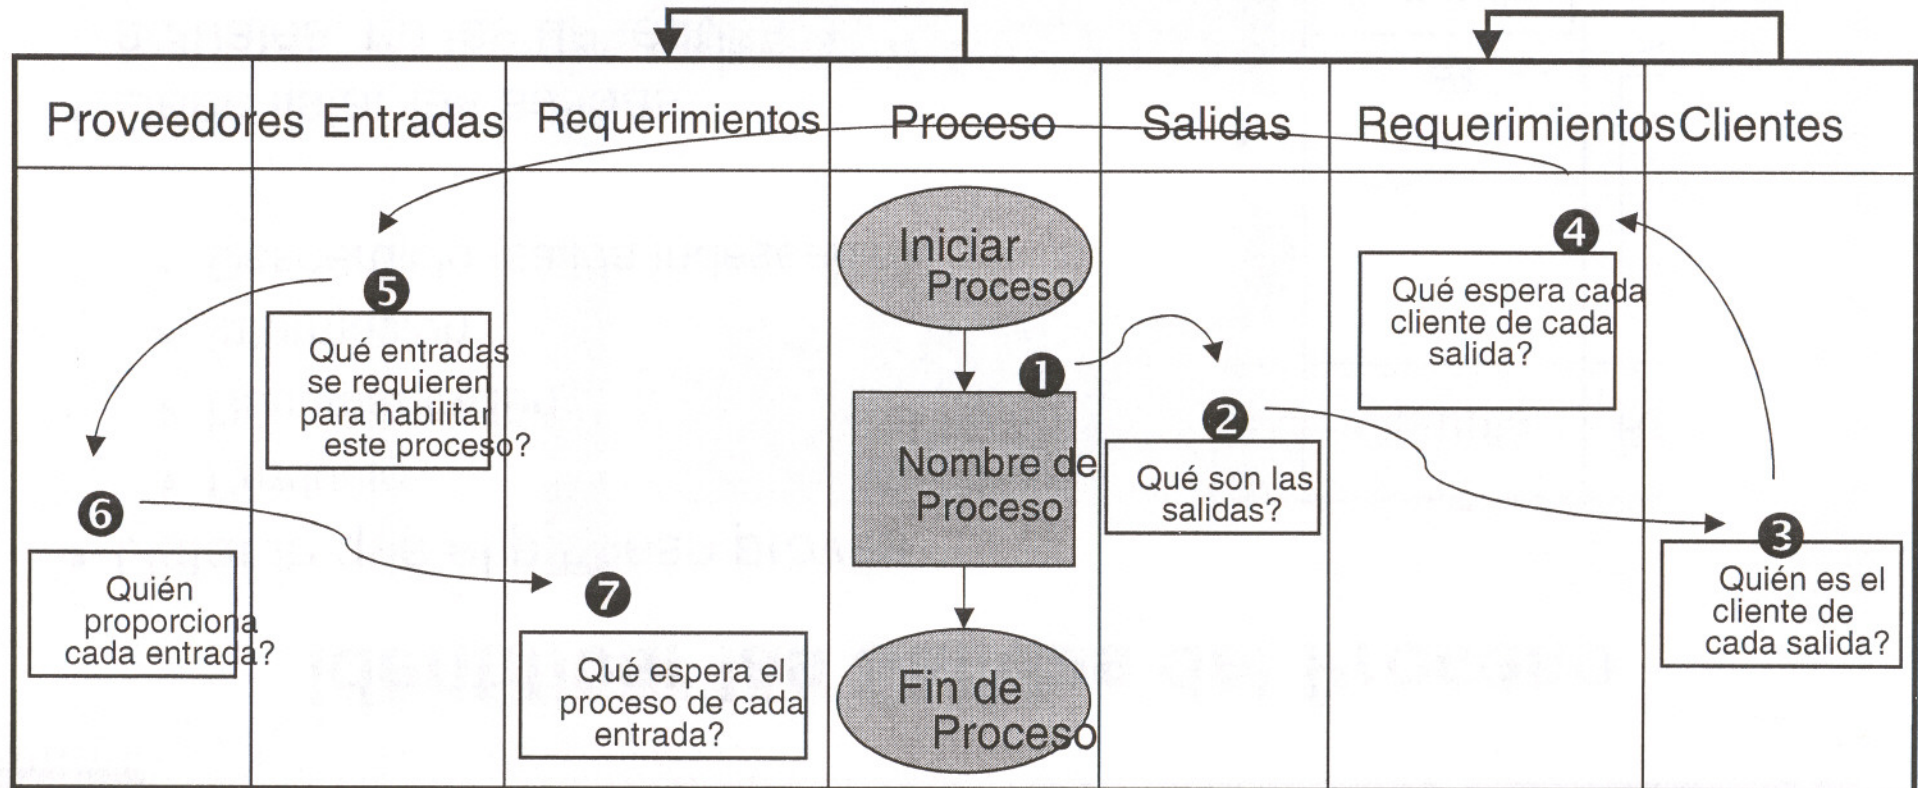 Proveedores Entradas Requerimientos Proceso Salidas Requerimientos Clientes
Iniciar
Proceso
1
Nombre de
Proceso
Fin de
Proceso
2
Qué son las
salidas?
3
Quién es el
cliente de
cada salida?
4
Qué espera cada
cliente de cada
salida?
5
Qué entradas
se requieren
para habilitar
este proceso?
6
Quién
proporciona
cada entrada?
7
Qué espera el
proceso de cada
entrada?